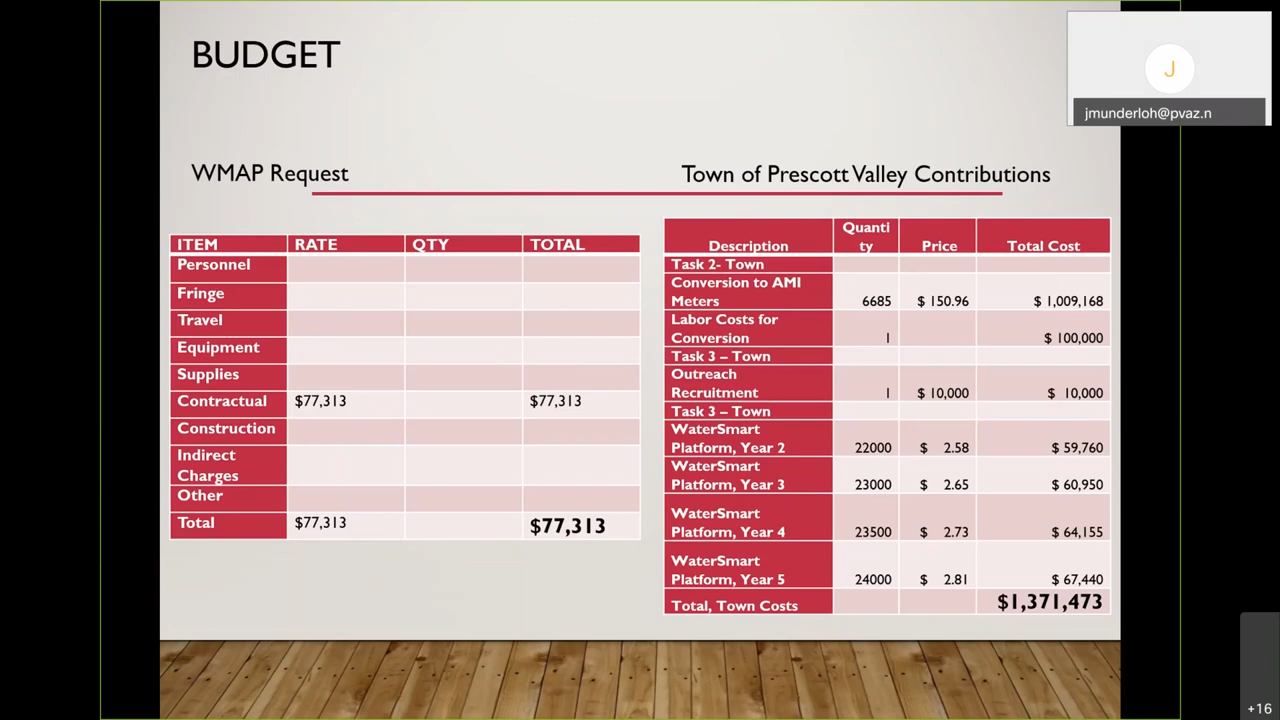 BUDGET
J
jmunderloh@pvaz.n
WMAP Request
Town of Prescott Valley Contributions
ITEM RATE QTY TOTAL
Personnel
Fringe
Travel
Equipment
Supplies
Contractual $77,313 $77,313
Construction
Indirect
Charges
Other
Total $77,313 $77,313
Quanti
Description ty Price Total Cost
Task 2- Town
Conversion to AMI
Meters 6685 $ 150.96 $ 1,009,168
Labor Costs for
Conversion 1 $ 100,000
Task 3 – Town
Outreach
Recruitment 1 $ 10,000 $ 10,000
Task 3 – Town
WaterSmart
Platform, Year 2 22000 $ 2.58 $ 59,760
WaterSmart
Platform, Year 3 23000 $ 2.65 $ 60,950
WaterSmart
Platform, Year 4 23500 $ 2.73 $ 64,155
WaterSmart
Platform, Year 5 24000 $ 2.81 $ 67,440
Total, Town Costs $1,371,473
+16